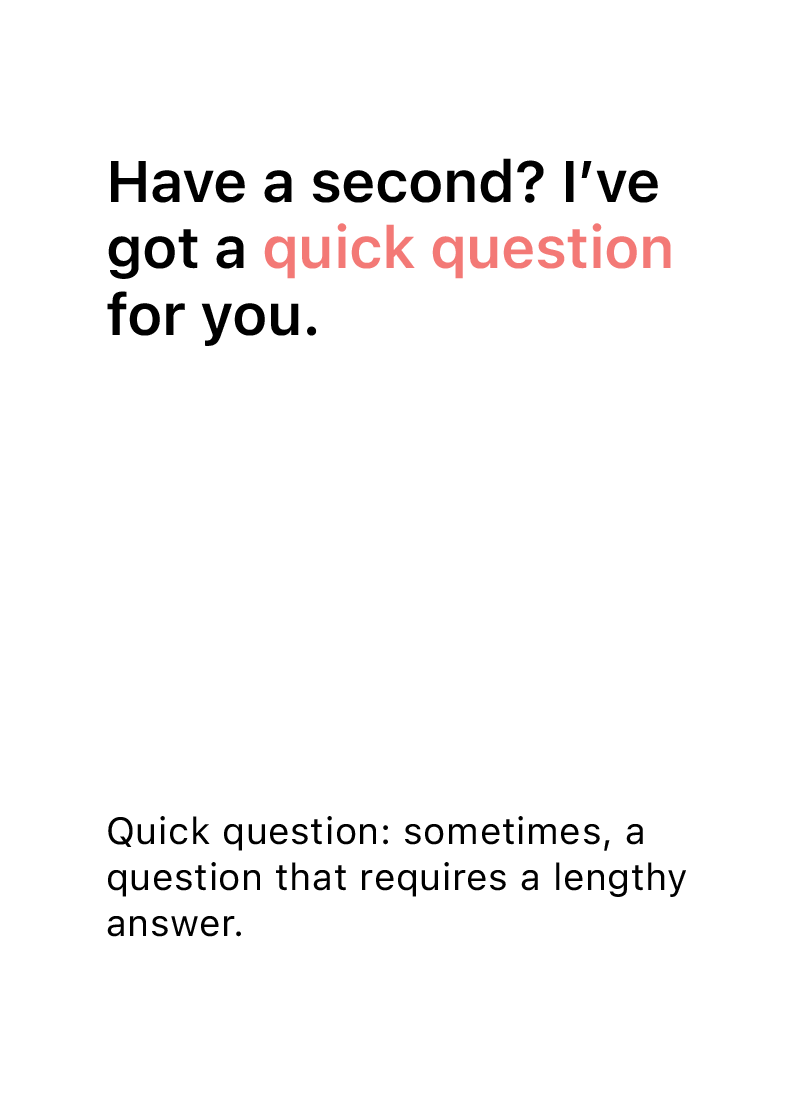 Have a second? I’ve
got a quick question
for you.
Quick question: sometimes, a
question that requires a lengthy
answer.